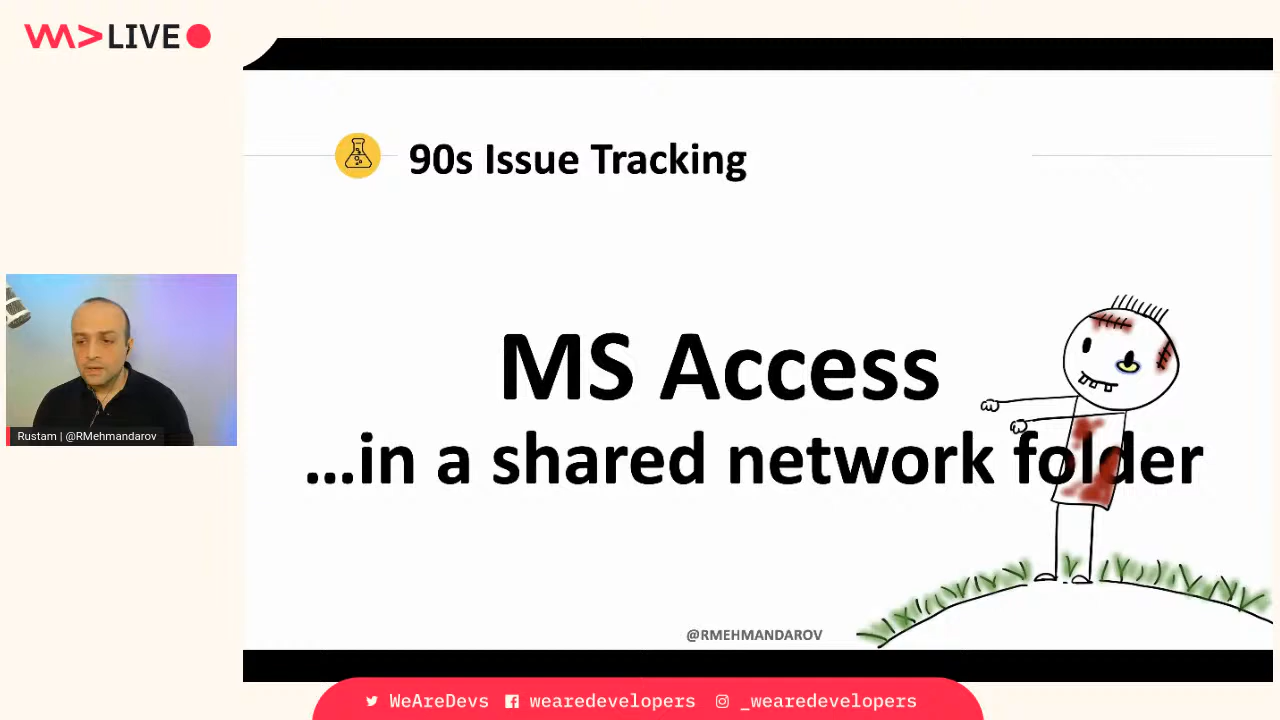 WA>LIVE
90s Issue Tracking
MS Access
...in a shared network folder
Rustam | @RMehmandarov
@RMEHMANDAROV
WeAreDevs wearedevelopers _wearedevelopers